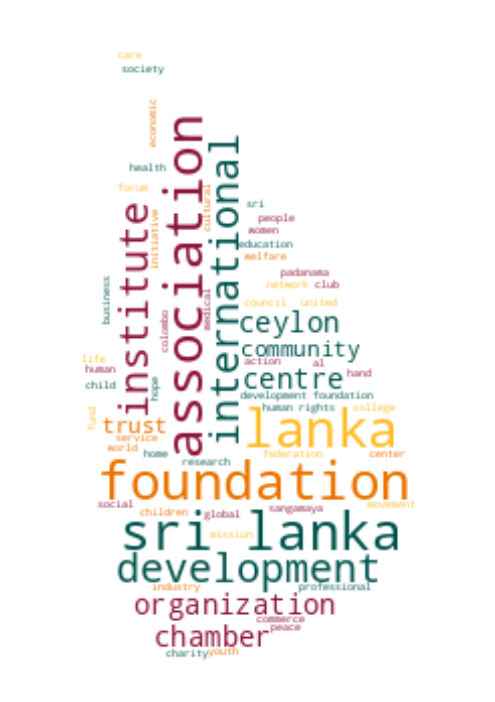 care
society
economic
association
international
health
forum
cultural
institute
sri
initiative
people
women
education
welfare
padanama
business
network club
medical
council united
colombo
ceylon
community
life
action al
human
hope
centre hand
child
development foundation
fund
human rights college
lanka
trust
service
world home federation center
research
foundation
social sangamaya movement
children global
sri lanka
mission
development
industry professional
organization
commerce
chamber peace
charity youth